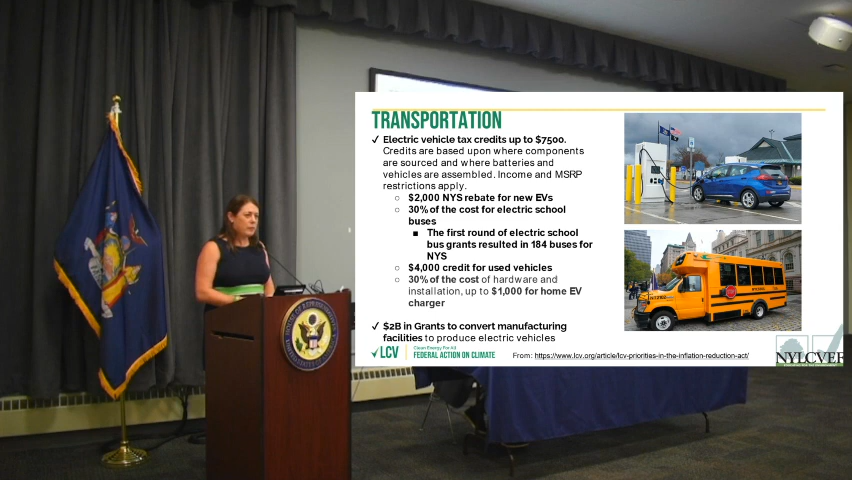 TRANSPORTATION
✓ Electric vehicle tax credits up to $7500.
Credits are based upon where components
are sourced and where batteries and
vehicles are assembled. Income and MSRP
restrictions apply.
○ $2,000 NYS rebate for new EVs
○ 30% of the cost for electric school
buses
■ The first round of electric school
bus grants resulted in 184 buses for
NYS
○ $4,000 credit for used vehicles
○ 30% of the cost of hardware and
installation, up to $1,000 for home EV
charger
✓ $2B in Grants to convert manufacturing
facilities to produce electric vehicles
LCV
Clean Energy For All
FEDERAL ACTION ON CLIMATE
From: https://www.lcv.org/article/lcv-priorities-in-the-inflation-reduction-act/
NYLCVEF